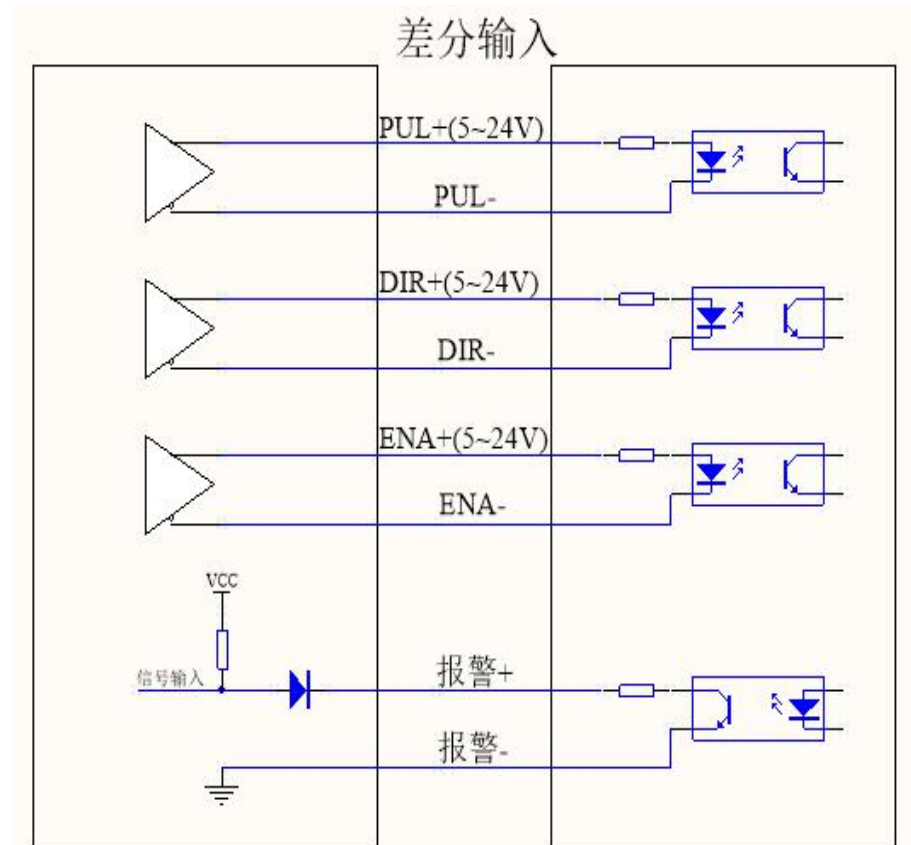 差分输入
PUL+(5~24V)
PUL-
DIR+(5~24V)
DIR-
ENA+(5~24V)
ENA-
VCC
信号输入
报警+
报警-